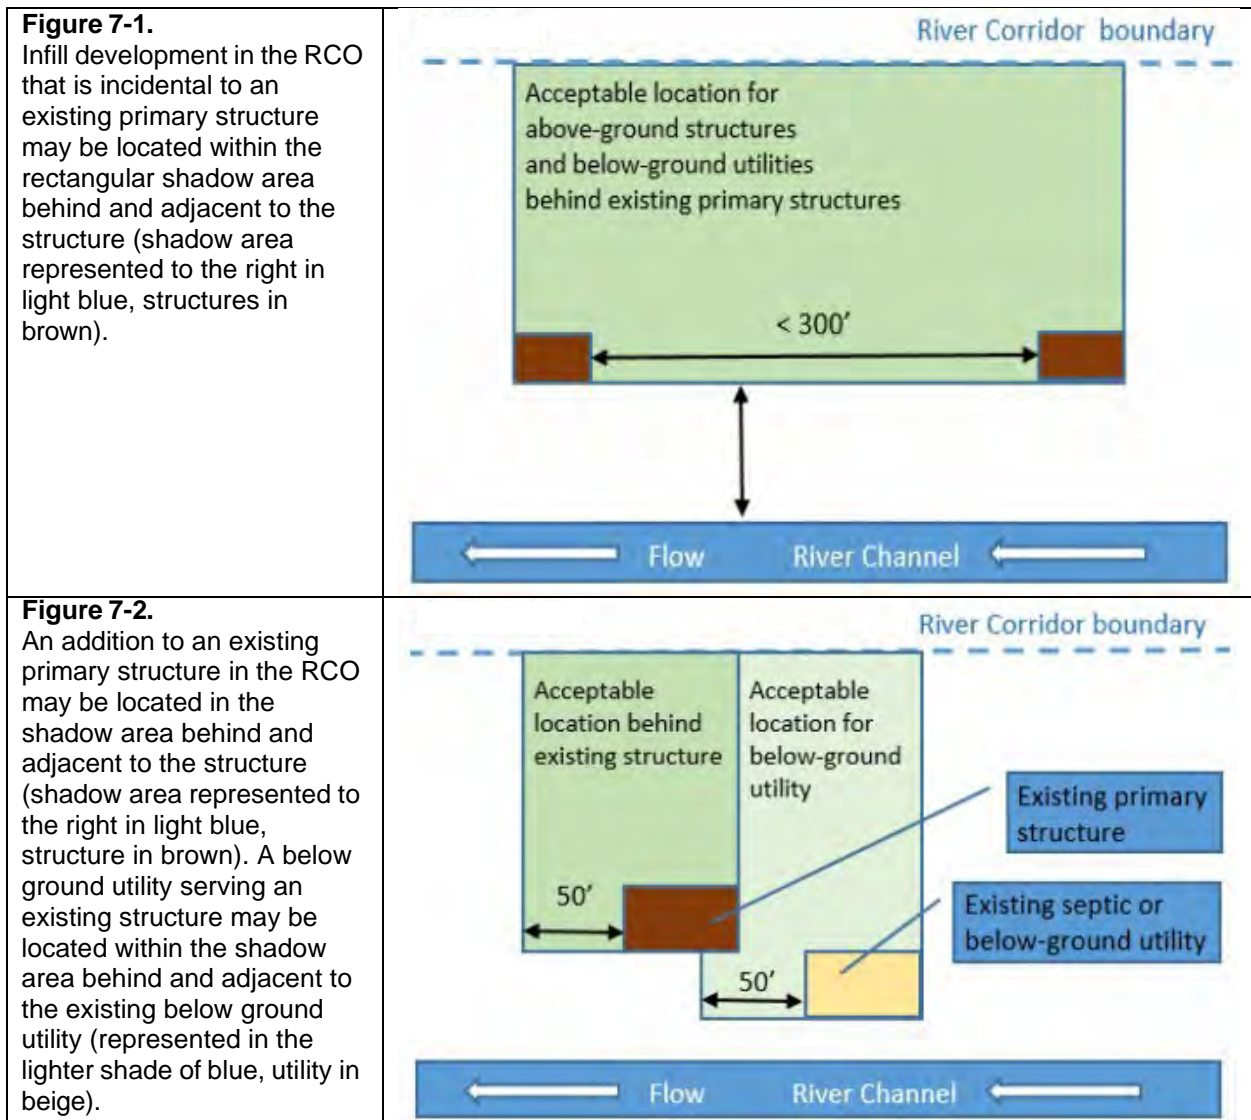 Figure 7-1.
Infill development in the RCO
that is incidental to an
existing primary structure
may be located within the
rectangular shadow area
behind and adjacent to the
structure (shadow area
represented to the right in
light blue, structures in
brown).
River Corridor boundary
Acceptable location for
above-ground structures
and below-ground utilities
behind existing primary structures
< 300’
Flow
River Channel
Figure 7-2.
An addition to an existing
primary structure in the RCO
may be located in the
shadow area behind and
adjacent to the structure
(shadow area represented to
the right in light blue,
structure in brown). A below
ground utility serving an
existing structure may be
located within the shadow
area behind and adjacent to
the existing below ground
utility (represented in the
lighter shade of blue, utility in
beige).
River Corridor boundary
Acceptable
location behind
existing structure
Acceptable
location for
below-ground
utility
Existing primary
structure
50’
Existing septic or
below-ground utility
50’
Flow
River Channel